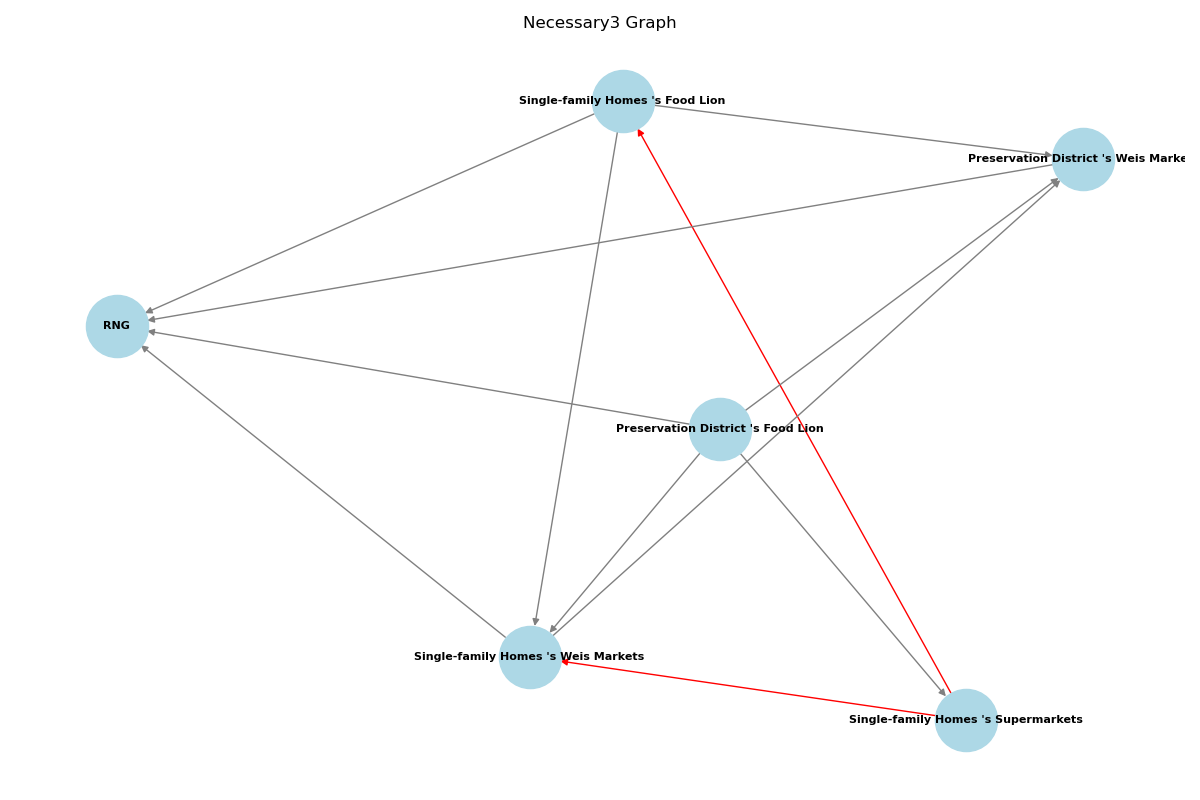 Necessary3 Graph
Single-family Homes 's Food Lion
Preservation District 's Weis Marke
RNG
Preservation District 's Food Lion
Single-family Homes 's Weis Markets
Single-family Homes 's Supermarkets